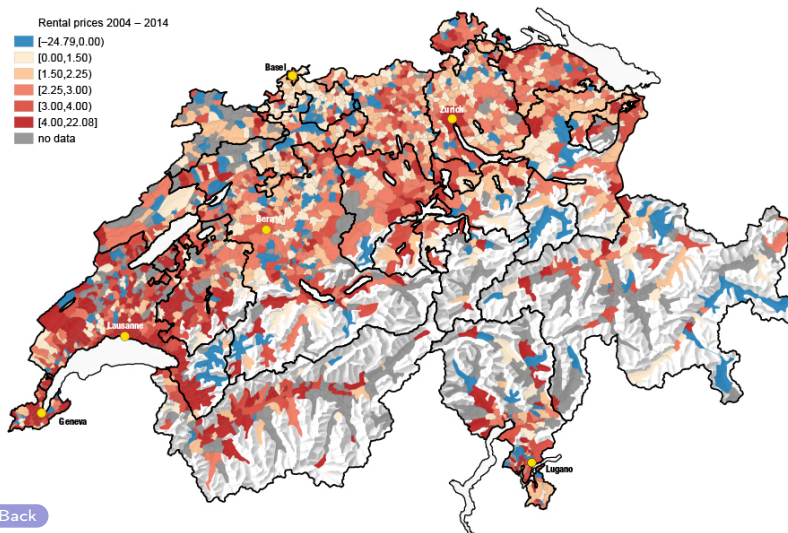 Rental prices 2004 – 2014
[–24.79,0.00)
[0.00,1.50)
[1.50,2.25)
[2.25,3.00)
[3.00,4.00)
[4.00,22.08]
no data
Basel
Zurich
Bern
Lausanne
Geneva
Lugano
Back